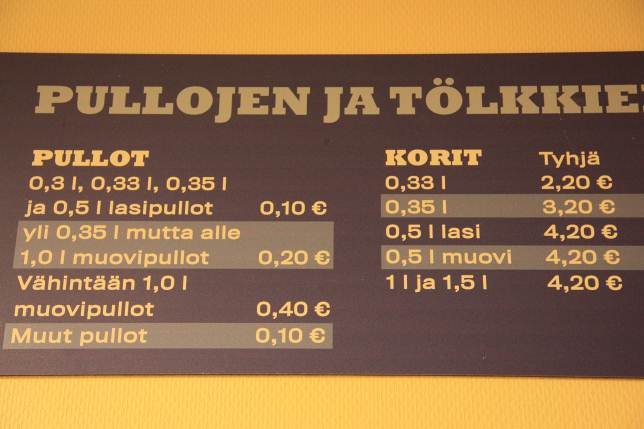 PULLOJEN JA TÖLKKIE
PULLOT
0,3 l, 0,33 l, 0,35 l
ja 0,5 l lasipullot 0,10 €
yli 0,35 l mutta alle
1,0 l muovipullot 0,20 €
Vähintään 1,0 l
muovipullot 0,40 €
Muut pullot 0,10 €
KORIT Tyhjä
0,33 l 2,20 €
0,35 l 3,20 €
0,5 l lasi 4,20 €
0,5 l muovi 4,20 €
1 l ja 1,5 l 4,20 €